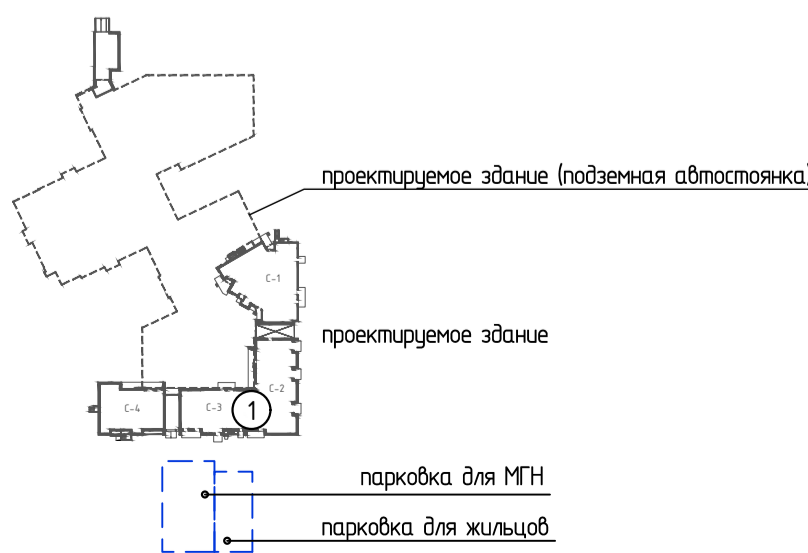 проектируемое здание (подземная автостоянка)
С-1
проектируемое здание
С-2
С-4
С-3
1
парковка для МГН
парковка для жильцов